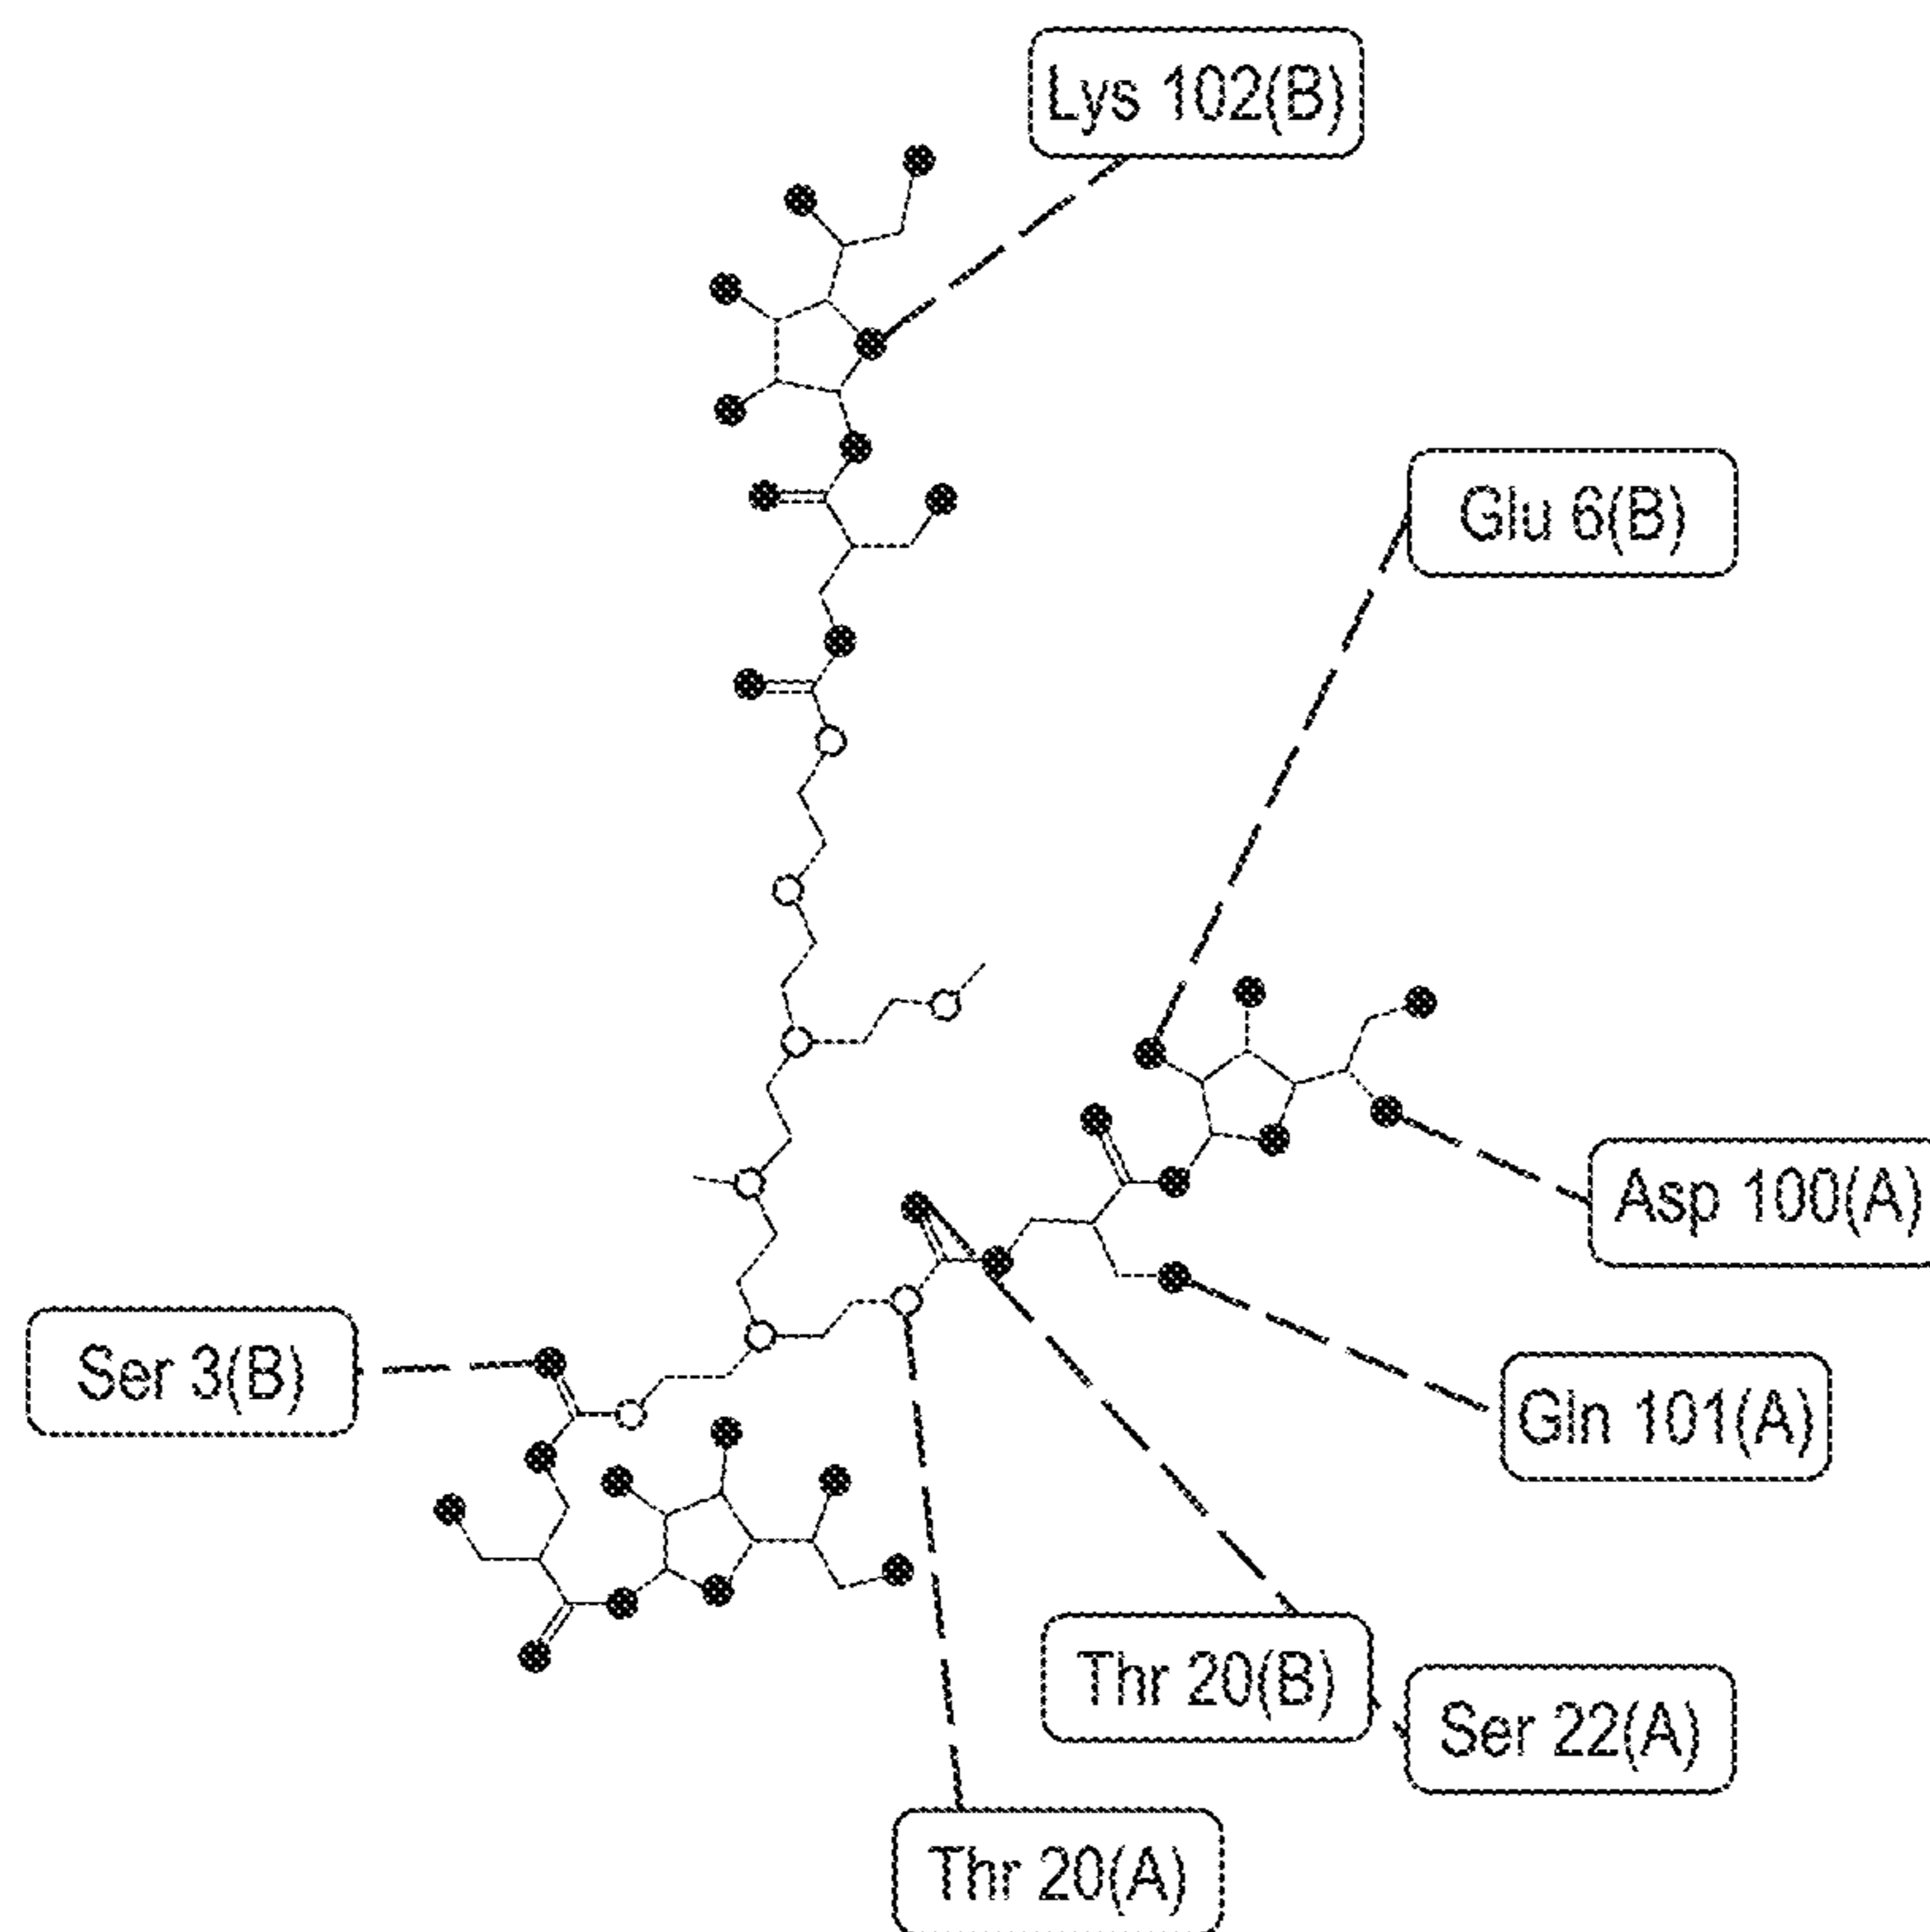 Lys 102(B)
Glu 6(B)
Asp 100(A)
Ser 3(B)
Gln 101(A)
Thr 20(B)
Ser 22(A)
Thr 20(A)